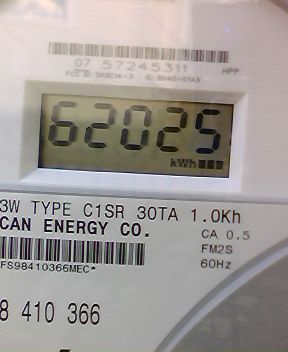 07 57245311
HPP
62025
kWh
3W TYPE C1SR 30TA 1.0Kh
CAN ENERGY CO. CA 0.5
FM2S
FS98410366MEC* 60Hz
8 410 366